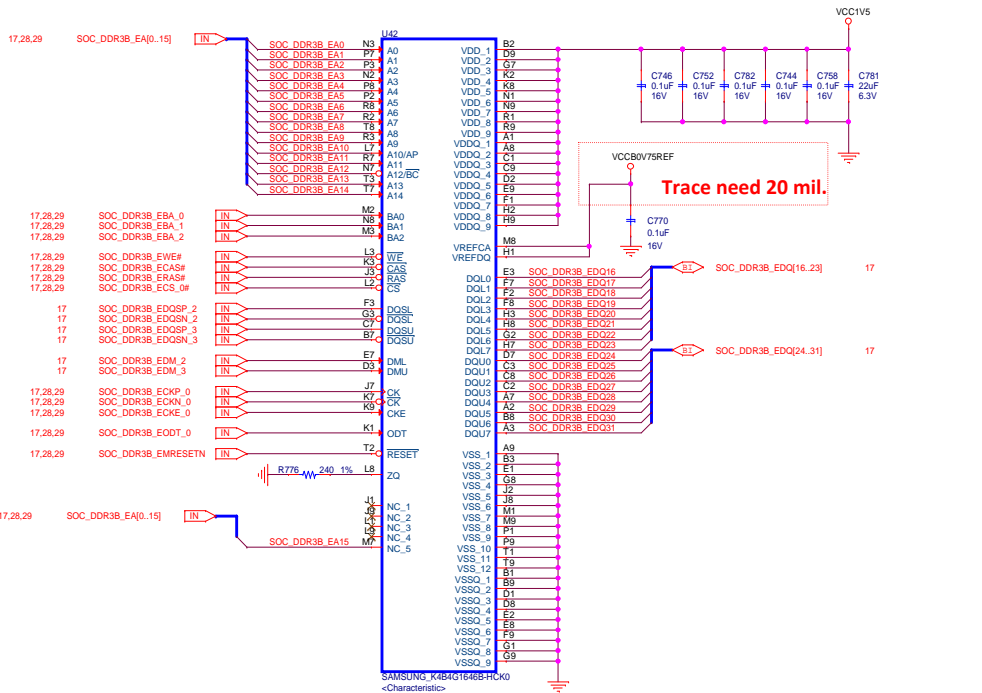 VCC1V5
U42
17,28,29 SOC_DDR3B_EA[0..15] IN
SOC_DDR3B_EA0 N3 A0
SOC_DDR3B_EA1 P7 A1
SOC_DDR3B_EA2 P3 A2
SOC_DDR3B_EA3 N2 A3
SOC_DDR3B_EA4 P8 A4
SOC_DDR3B_EA5 P2 A5
SOC_DDR3B_EA6 R8 A6
SOC_DDR3B_EA7 R2 A7
SOC_DDR3B_EA8 T8 A8
SOC_DDR3B_EA9 R3 A9
SOC_DDR3B_EA10 L7 A10/AP
SOC_DDR3B_EA11 R7 A11
SOC_DDR3B_EA12 N7 A12/BC
SOC_DDR3B_EA13 T3 A13
SOC_DDR3B_EA14 T7 A14
17,28,29 SOC_DDR3B_EBA_0 IN M2 BA0
17,28,29 SOC_DDR3B_EBA_1 IN N8 BA1
17,28,29 SOC_DDR3B_EBA_2 IN M3 BA2
17,28,29 SOC_DDR3B_EWE# IN L3 WE
17,28,29 SOC_DDR3B_ECAS# IN K3 CAS
17,28,29 SOC_DDR3B_ERAS# IN J3 RAS
17,28,29 SOC_DDR3B_ECS_0# IN L2 CS
17 SOC_DDR3B_EDQSP_2 IN F3 DQSL
17 SOC_DDR3B_EDQSN_2 IN G3 DQSL
17 SOC_DDR3B_EDQSP_3 IN C7 DQSU
17 SOC_DDR3B_EDQSN_3 IN B7 DQSU
17 SOC_DDR3B_EDM_2 IN E7 DML
17 SOC_DDR3B_EDM_3 IN D3 DMU
17,28,29 SOC_DDR3B_ECKP_0 IN J7 CK
17,28,29 SOC_DDR3B_ECKN_0 IN K7 CK
17,28,29 SOC_DDR3B_ECKE_0 IN K9 CKE
17,28,29 SOC_DDR3B_EODT_0 IN K1 ODT
17,28,29 SOC_DDR3B_EMRESETN IN T2 RESET
R776 240 1% L8 ZQ
J1 NC_1
J9 NC_2
L1 NC_3
L9 NC_4
17,28,29 SOC_DDR3B_EA[0..15] IN
SOC_DDR3B_EA15 M7 NC_5
VDD_1 B2
VDD_2 D9
VDD_3 G7
VDD_4 K2
VDD_5 K8
VDD_6 N1
VDD_7 N9
VDD_8 R1
VDD_9 R9
VDDQ_1 A1
VDDQ_2 A8
VDDQ_3 C1
VDDQ_4 C9
VDDQ_5 D2
VDDQ_6 E9
VDDQ_7 F1
VDDQ_8 H2
VDDQ_9 H9
VREFCA M8
VREFDQ H1
DQL0 E3 SOC_DDR3B_EDQ16
DQL1 F7 SOC_DDR3B_EDQ17
DQL2 F2 SOC_DDR3B_EDQ18
DQL3 F8 SOC_DDR3B_EDQ19
DQL4 H3 SOC_DDR3B_EDQ20
DQL5 H8 SOC_DDR3B_EDQ21
DQL6 G2 SOC_DDR3B_EDQ22
DQL7 H7 SOC_DDR3B_EDQ23
DQU0 D7 SOC_DDR3B_EDQ24
DQU1 C3 SOC_DDR3B_EDQ25
DQU2 C8 SOC_DDR3B_EDQ26
DQU3 C2 SOC_DDR3B_EDQ27
DQU4 A7 SOC_DDR3B_EDQ28
DQU5 A2 SOC_DDR3B_EDQ29
DQU6 B8 SOC_DDR3B_EDQ30
DQU7 A3 SOC_DDR3B_EDQ31
BI SOC_DDR3B_EDQ[16..23] 17
BI SOC_DDR3B_EDQ[24..31] 17
VSS_1 A9
VSS_2 B3
VSS_3 E1
VSS_4 G8
VSS_5 J2
VSS_6 J8
VSS_7 M1
VSS_8 M9
VSS_9 P1
VSS_10 P9
VSS_11 T1
VSS_12 T9
VSSQ_1 B1
VSSQ_2 B9
VSSQ_3 D1
VSSQ_4 D8
VSSQ_5 E2
VSSQ_6 E8
VSSQ_7 F9
VSSQ_8 G1
VSSQ_9 G9
C746 C752 C782 C744 C758 C781
0.1uF 0.1uF 0.1uF 0.1uF 0.1uF 22uF
16V 16V 16V 16V 16V 6.3V
VCCB0V75REF
Trace need 20 mil.
C770
0.1uF
16V
SAMSUNG_K4B4G1646B-HCK0
<Characteristic>